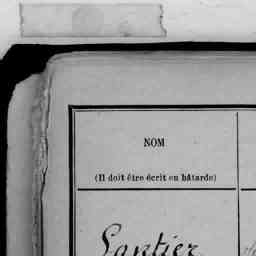 NOM
(Il doit être écrit en bâtarde)
Lantier